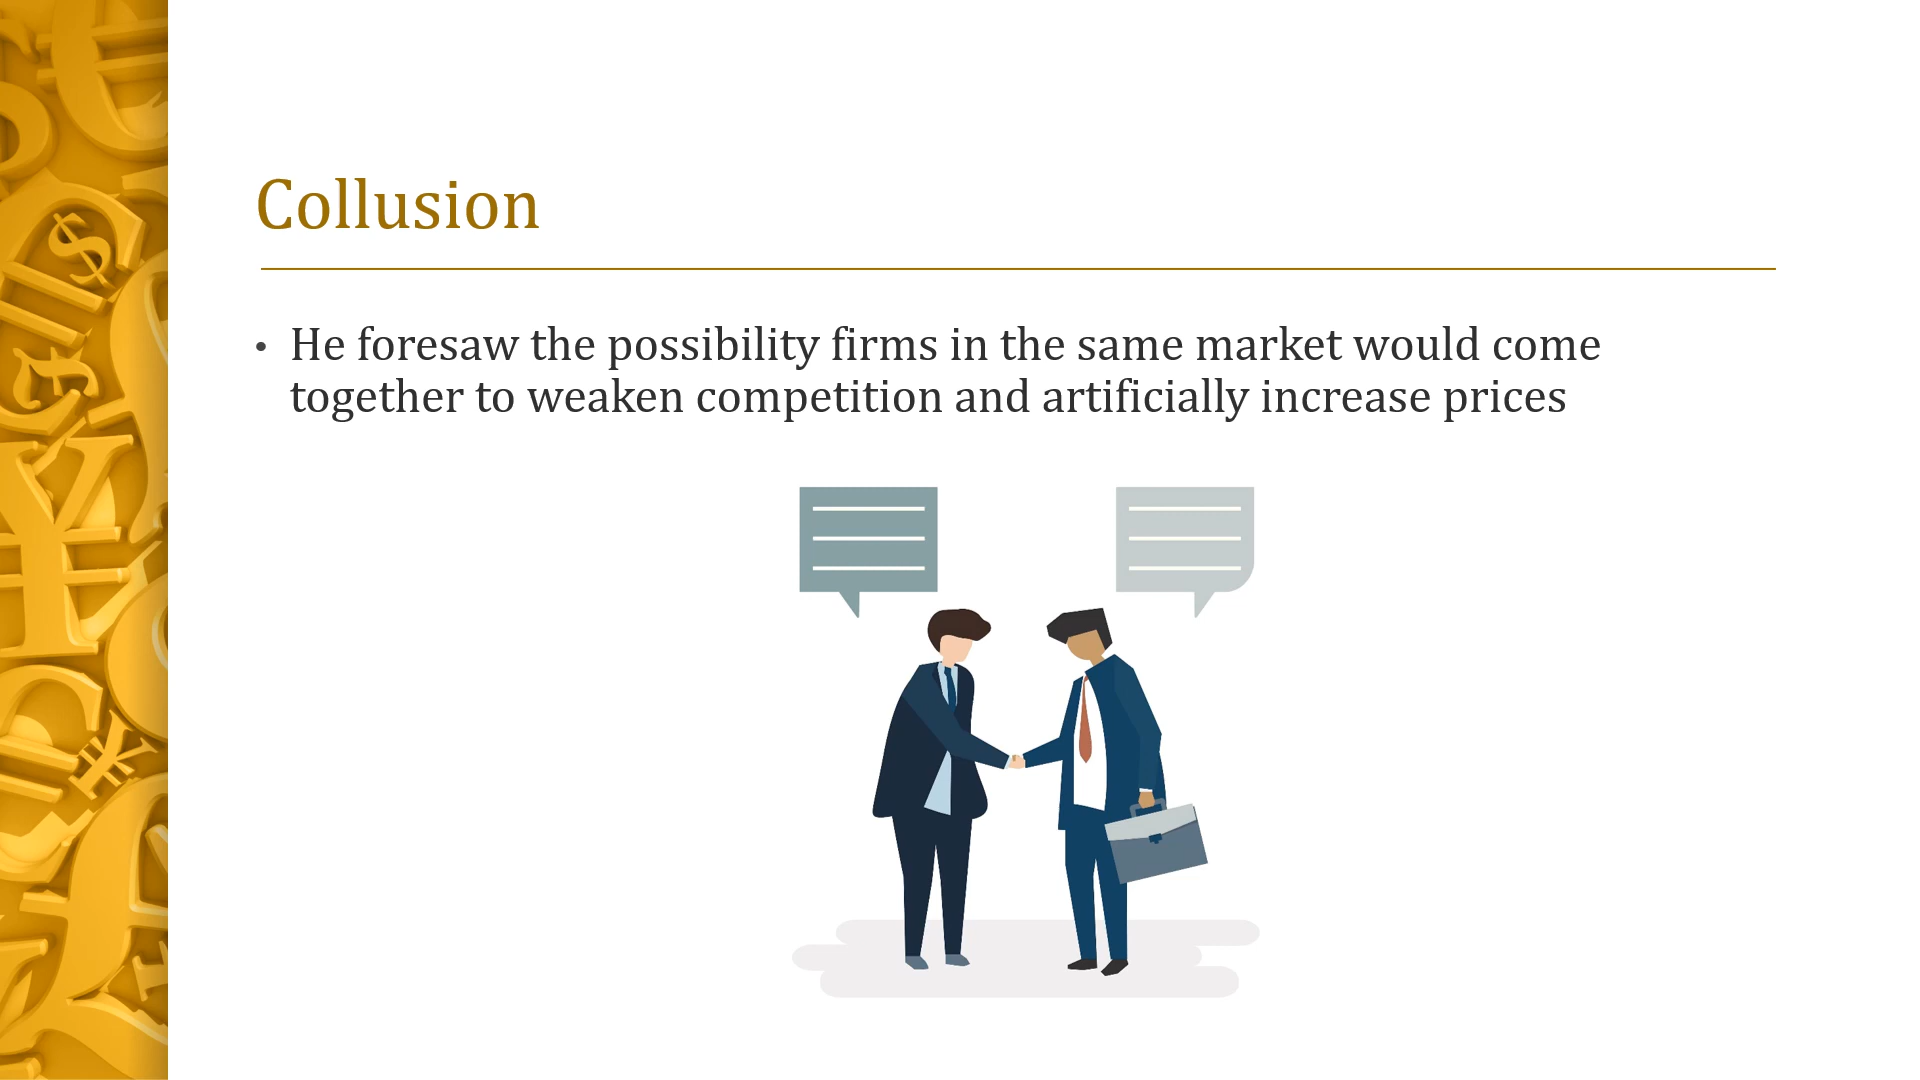 Collusion
• He foresaw the possibility firms in the same market would come
together to weaken competition and artificially increase prices